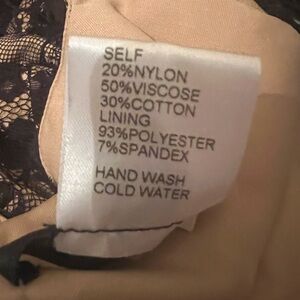 SELF
20%NYLON
50%VISCOSE
30%COTTON
LINING
93%POLYESTER
7%SPANDEX
HAND WASH
COLD WATER